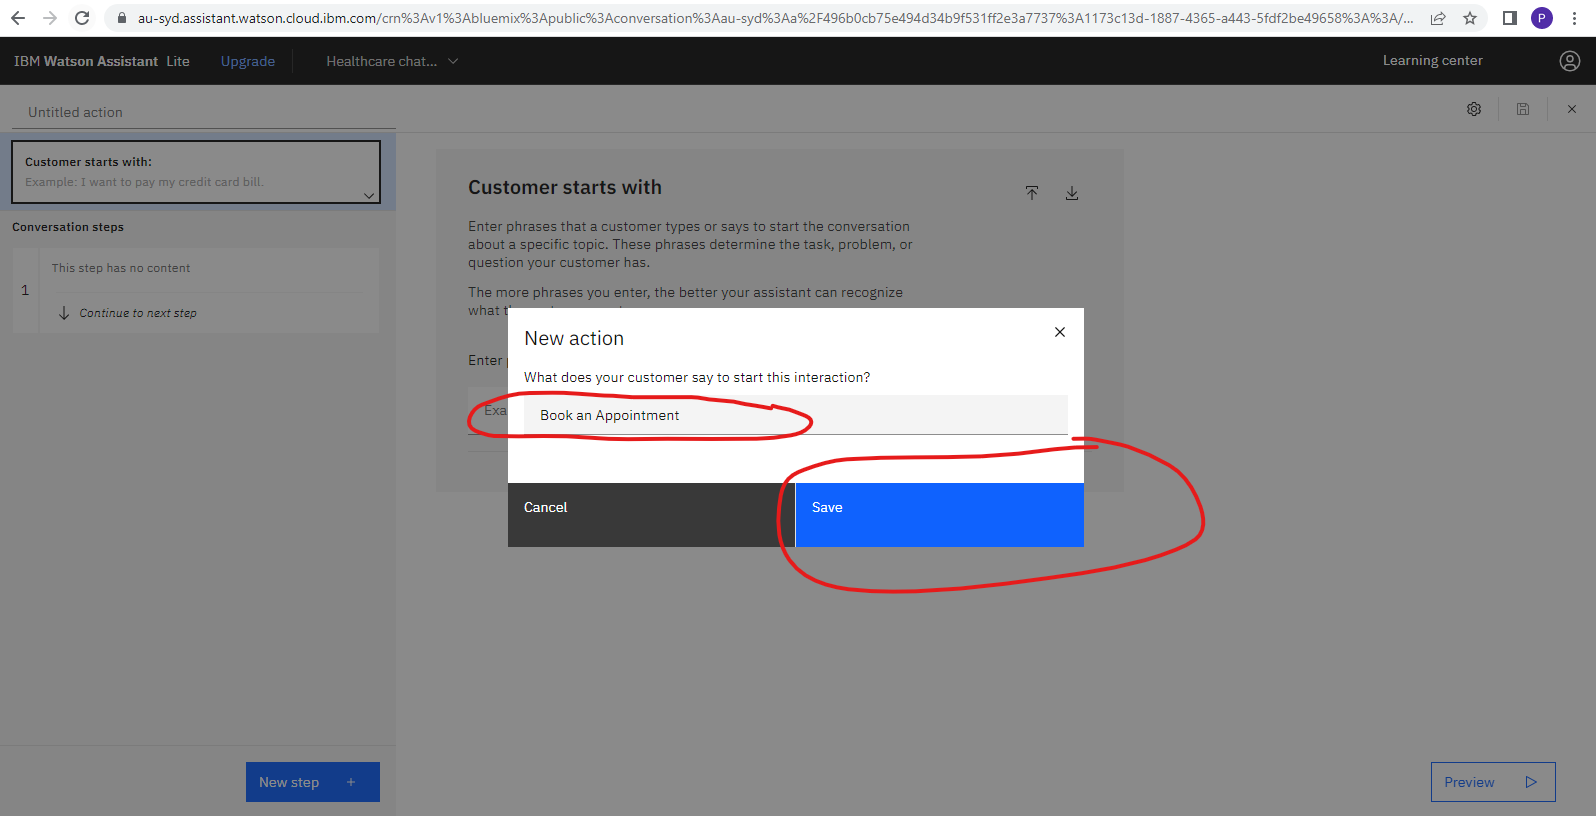 au-syd.assistant.watson.cloud.ibm.com/crn%3Av1%3Abluemix%3Apublic%3Aconversation%3Aau-syd%3Aa%2F496b0cb75e494d34b9f531ff2e3a7737%3A1173c13d-1887-4365-a443-5fdf2be49658%3A%3A/...
P
IBM Watson Assistant Lite
Upgrade
Healthcare chat...
Learning center
Untitled action
Customer starts with:
Example: I want to pay my credit card bill.
Conversation steps
1
This step has no content
Continue to next step
New step +
Customer starts with
Enter phrases that a customer types or says to start the conversation
about a specific topic. These phrases determine the task, problem, or
question your customer has.
The more phrases you enter, the better your assistant can recognize
what
Enter
New action
What does your customer say to start this interaction?
Book an Appointment
Cancel
Save
Preview